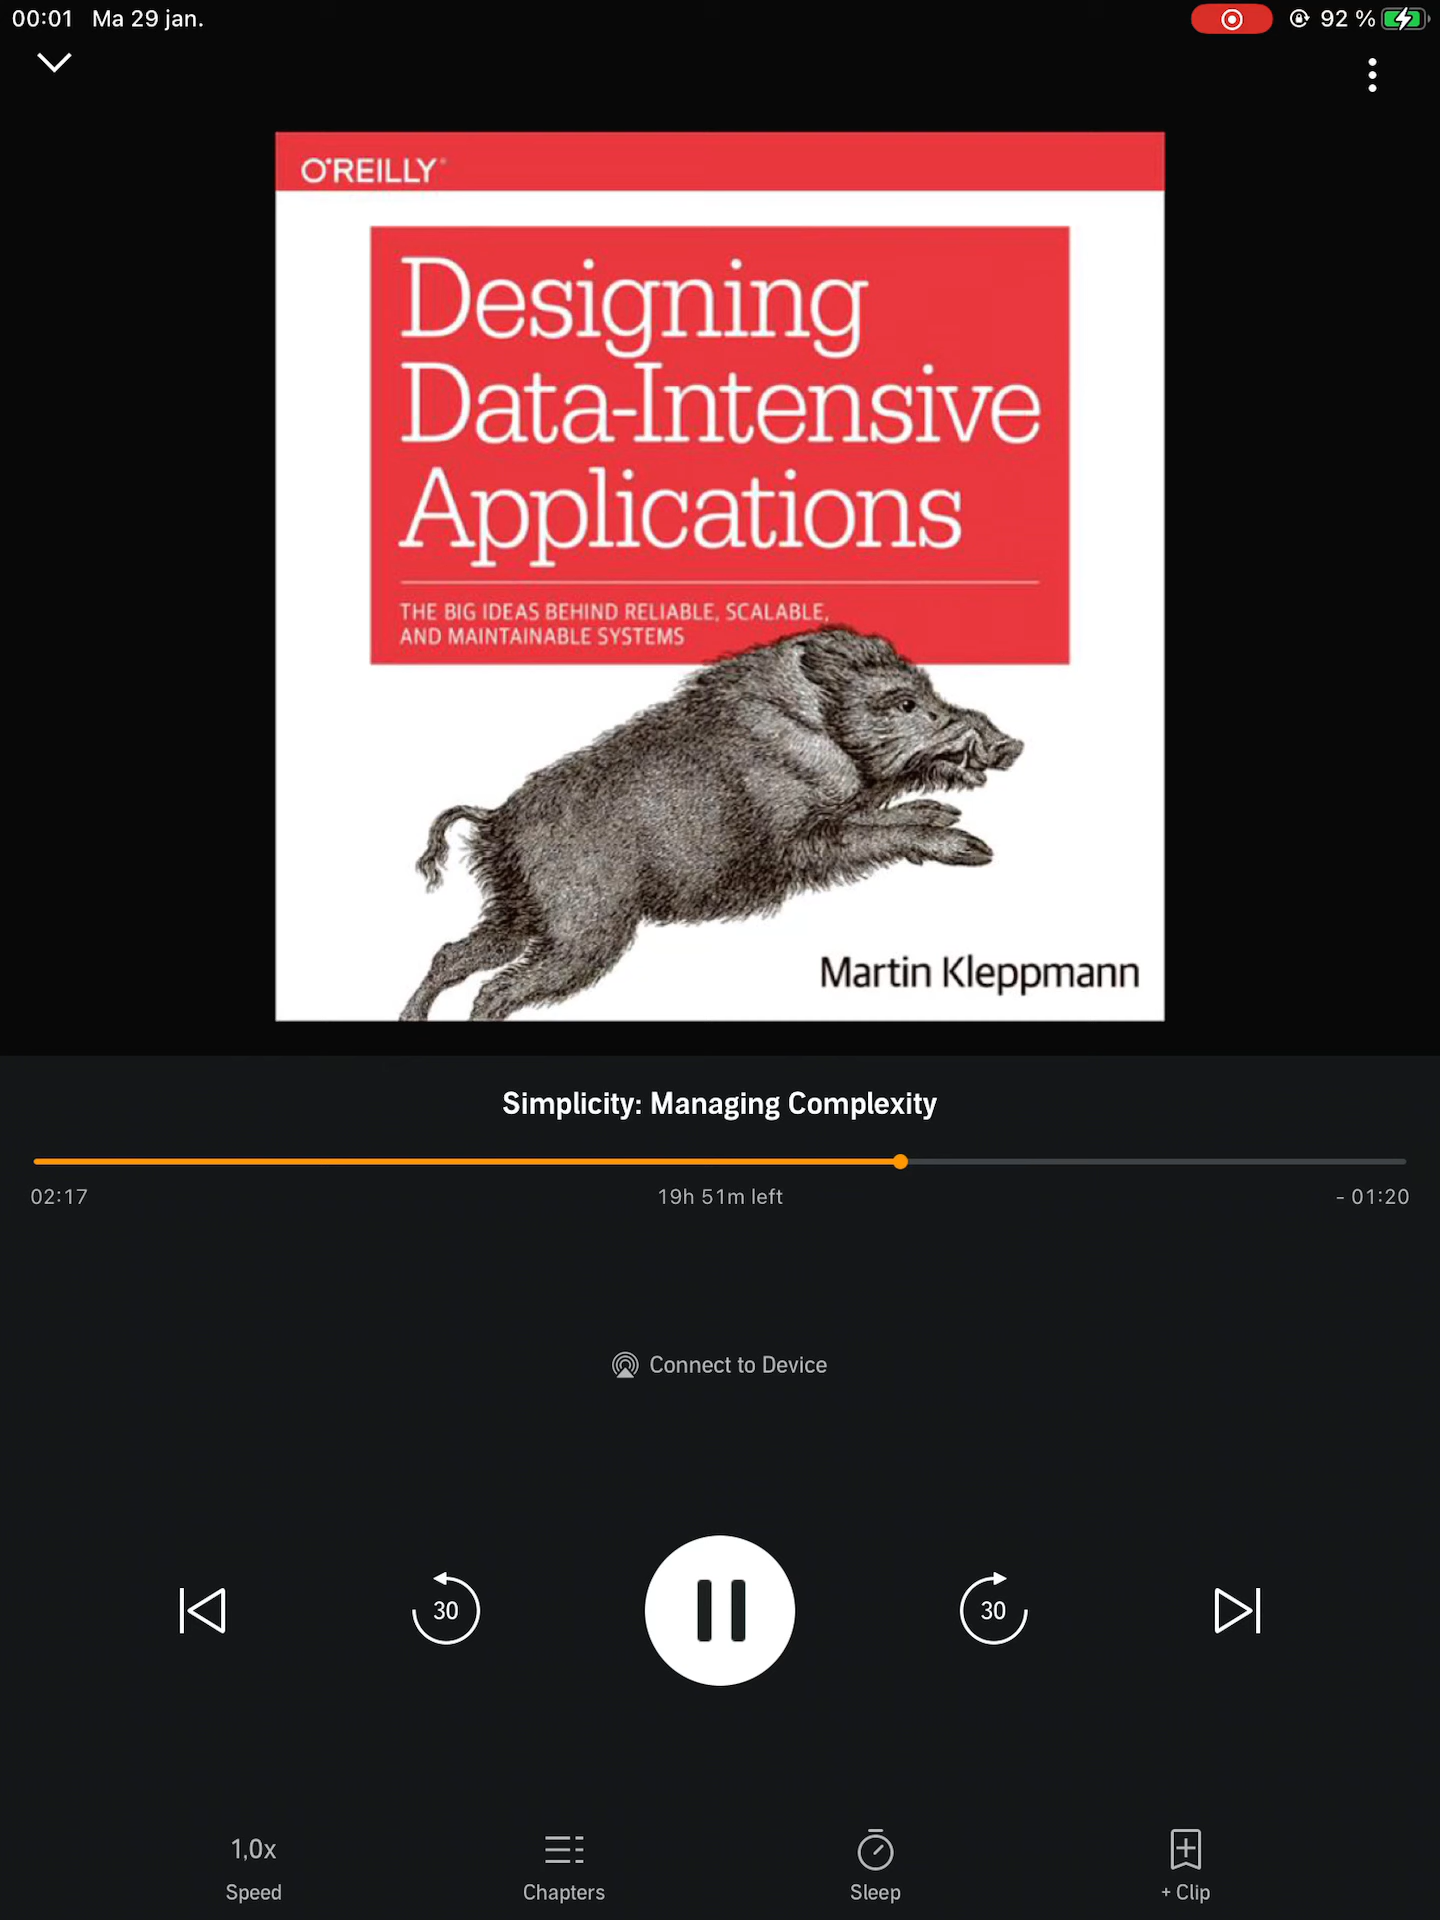 00:01 Ma 29 jan. 92 %
O'REILLY
Designing
Data-Intensive
Applications
THE BIG IDEAS BEHIND RELIABLE, SCALABLE,
AND MAINTAINABLE SYSTEMS
Martin Kleppmann
Simplicity: Managing Complexity
02:17 19h 51m left - 01:20
Connect to Device
30 30
1,0x
Speed Chapters Sleep + Clip